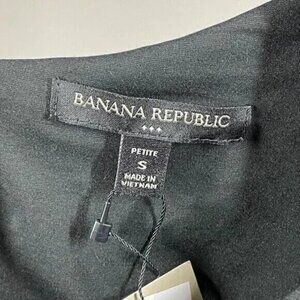 BANANA REPUBLIC
PETITE
S
MADE IN
VIETNAM